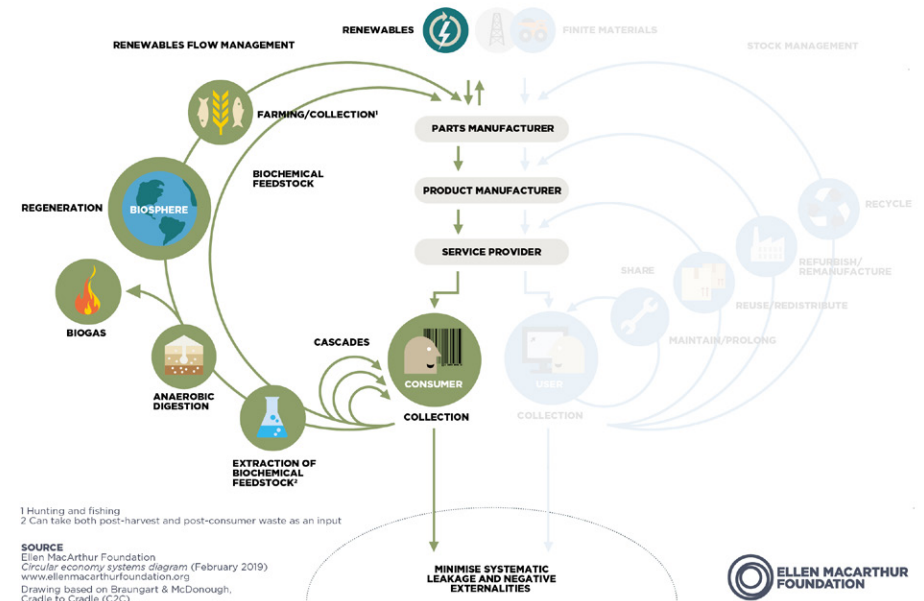 RENEWABLES
FINITE MATERIALS
RENEWABLES FLOW MANAGEMENT
STOCK MANAGEMENT
FARMING/COLLECTION¹
PARTS MANUFACTURER
BIOCHEMICAL
FEEDSTOCK
PRODUCT MANUFACTURER
REGENERATION
BIOSPHERE
RECYCLE
SERVICE PROVIDER
SHARE
REFURBISH/
REMANUFACTURE
REUSE/REDISTRIBUTE
BIOGAS
CASCADES
MAINTAIN/PROLONG
CONSUMER
USER
ANAEROBIC
DIGESTION
COLLECTION
COLLECTION
EXTRACTION OF
BIOCHEMICAL
FEEDSTOCK²
1 Hunting and fishing
2 Can take both post-harvest and post-consumer waste as an input
SOURCE
Ellen MacArthur Foundation
Circular economy systems diagram (February 2019)
www.ellenmacarthurfoundation.org
Drawing based on Braungart & McDonough,
Cradle to Cradle (C2C)
MINIMISE SYSTEMATIC
LEAKAGE AND NEGATIVE
EXTERNALITIES
ELLEN MACARTHUR
FOUNDATION